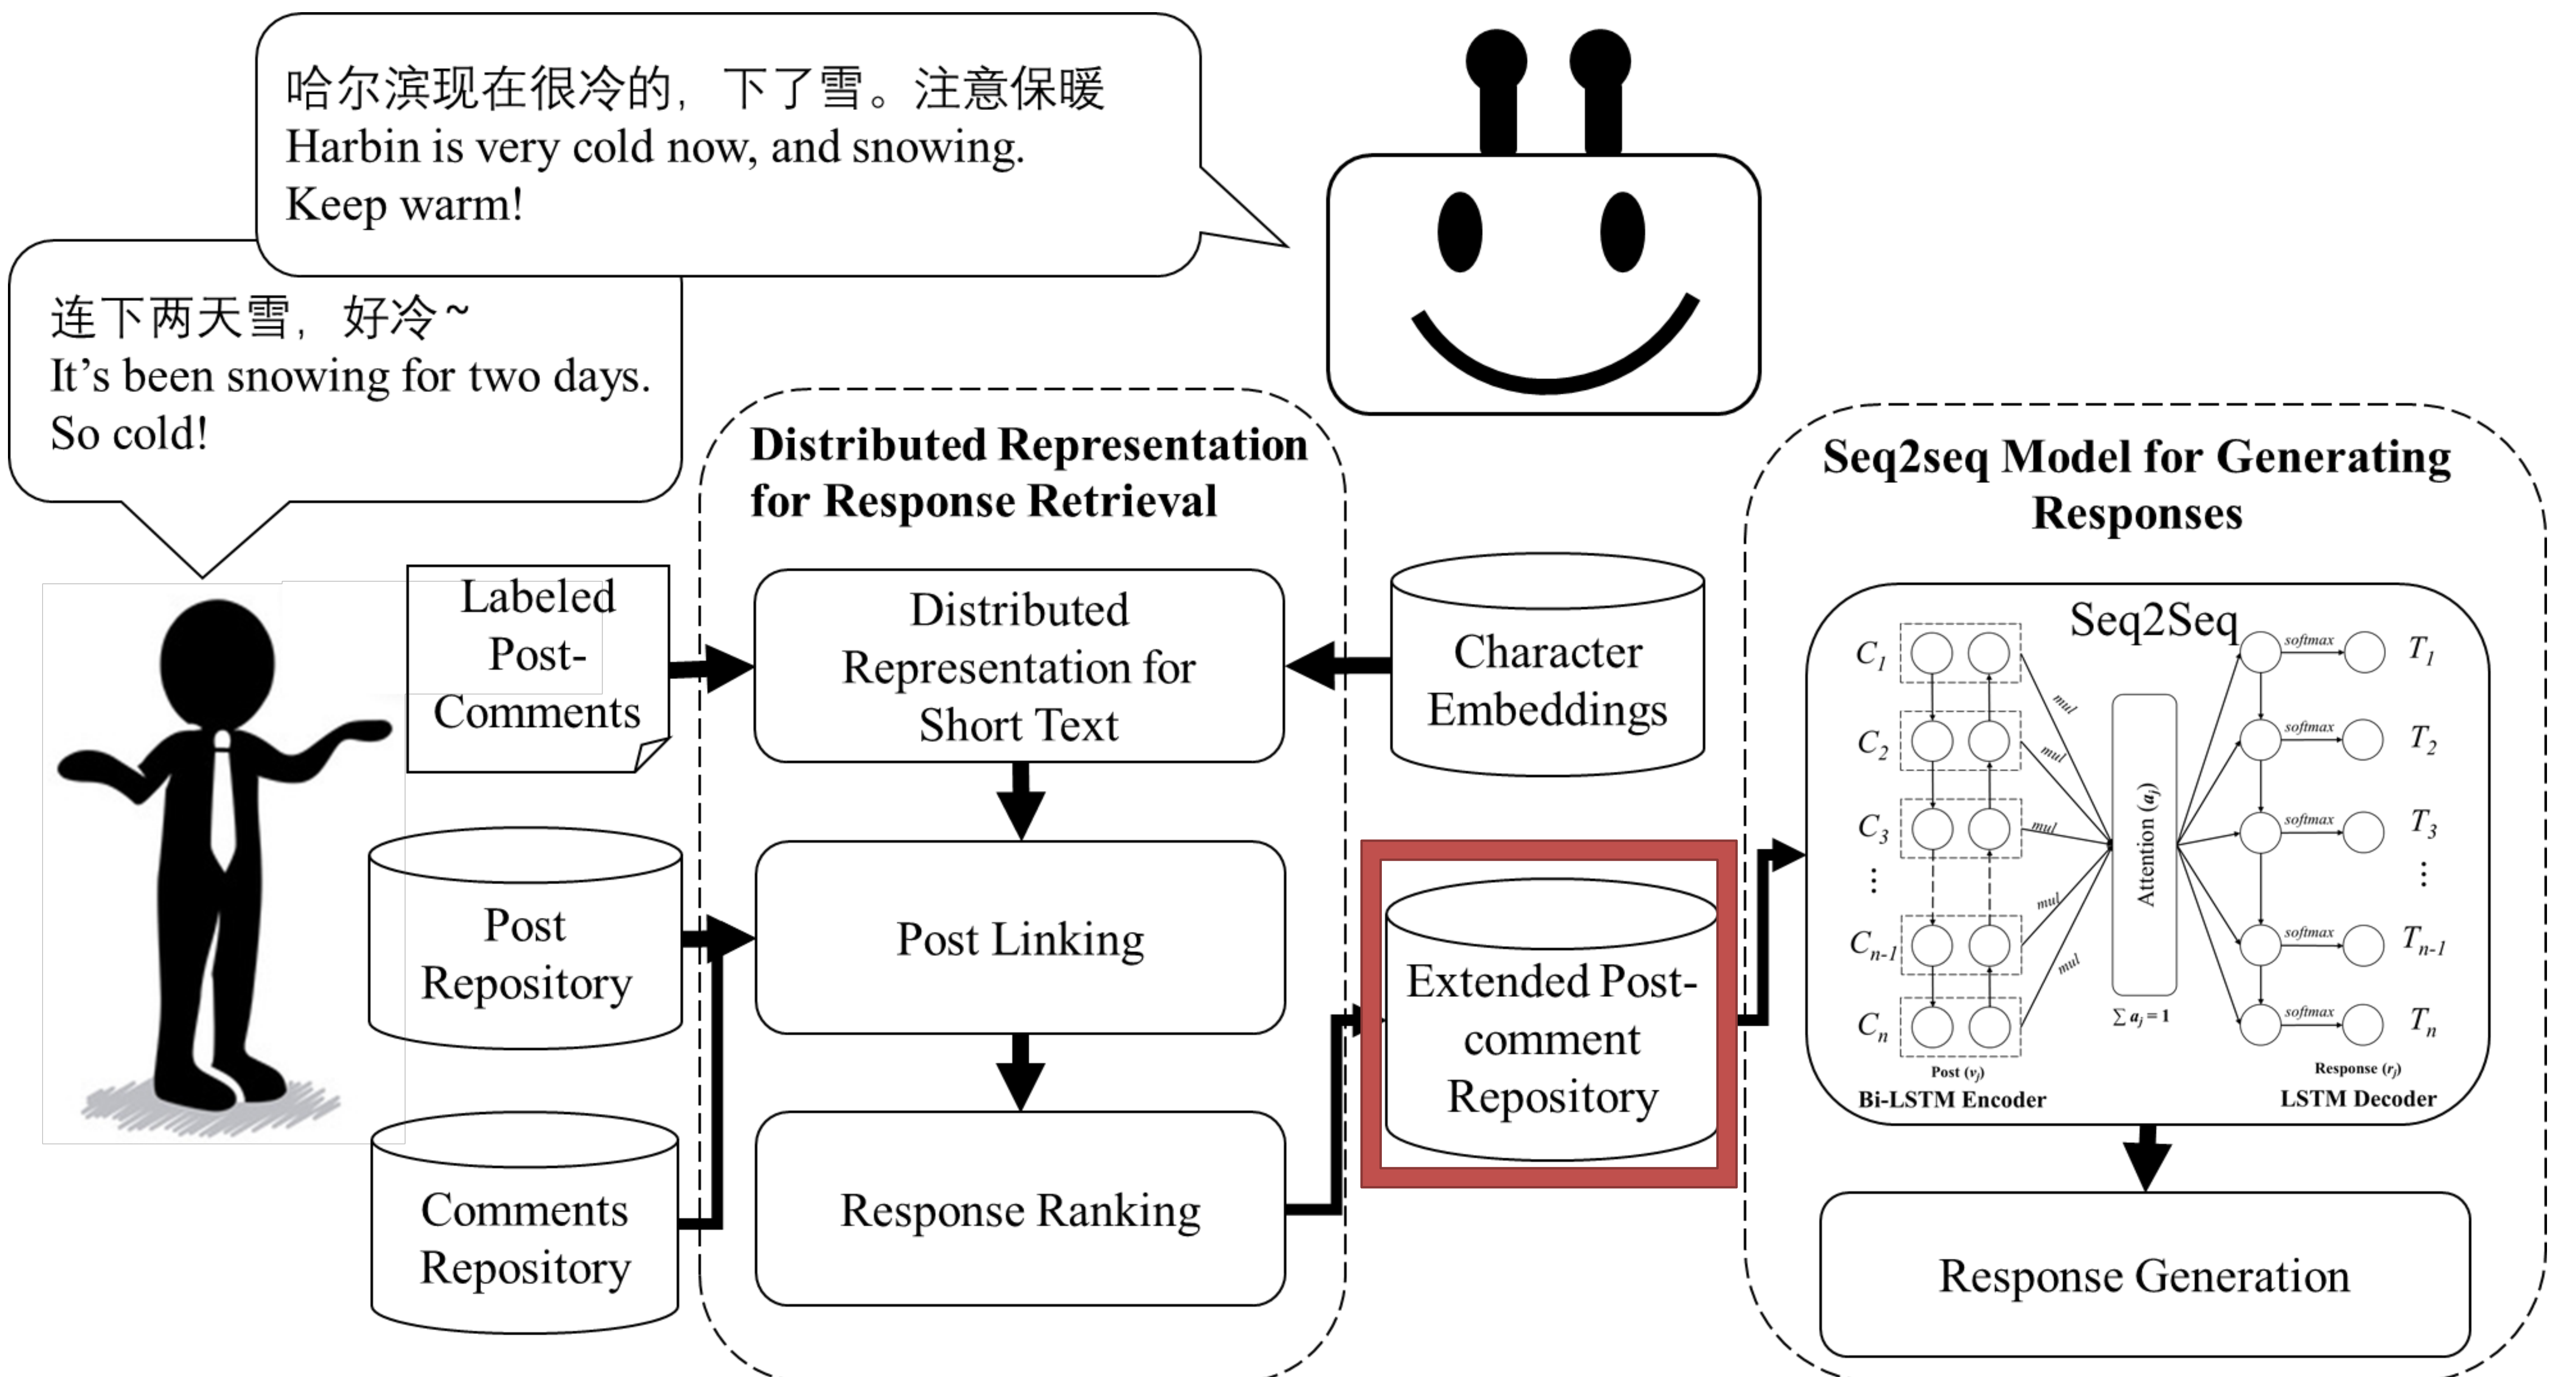 哈尔滨现在很冷的，下了雪。注意保暖
Harbin is very cold now, and snowing.
Keep warm!
连下两天雪，好冷~
It's been snowing for two days.
So cold!
Distributed Representation
for Response Retrieval
Labeled
Post-
Comments
Distributed
Representation for
Short Text
Character
Embeddings
Post
Repository
Post Linking
Comments
Repository
Response Ranking
Extended Post-
comment
Repository
Seq2seq Model for Generating
Responses
Seq2Seq
C1
C2
C3
⋮
Cn-1
Cn
mul
mul
mul
mul
mul
Attention (aj)
∑ aj = 1
softmax
softmax
softmax
softmax
softmax
T1
T2
T3
⋮
Tn-1
Tn
Post (vj)
Bi-LSTM Encoder
Response (rj)
LSTM Decoder
Response Generation